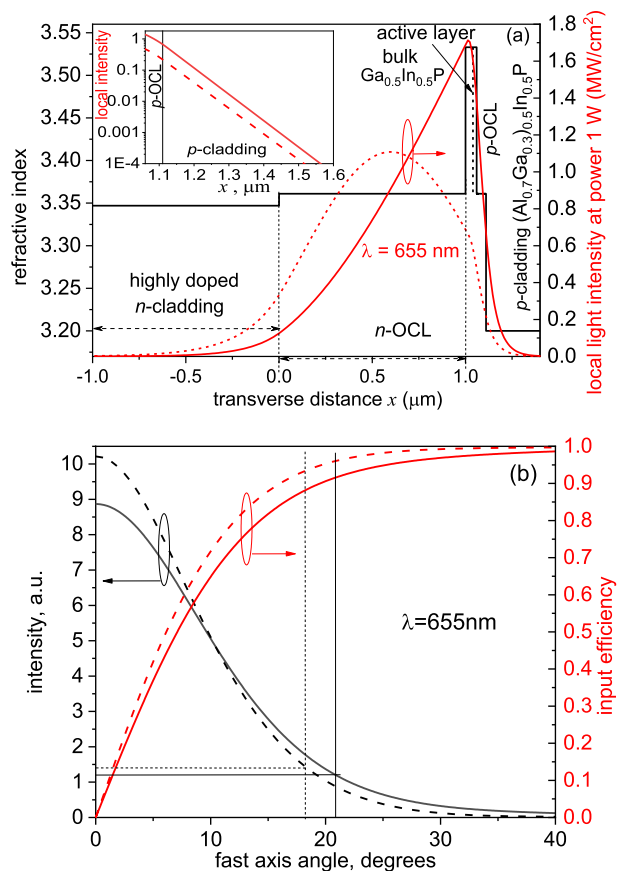 (a)
3.55
3.50
3.45
3.40
3.35
3.30
3.25
3.20
refractive index
-1.0
-0.5
0.0
0.5
1.0
transverse distance x (μm)
1.8
1.6
1.4
1.2
1.0
0.8
0.6
0.4
0.2
0.0
local light intensity at power 1 W (MW/cm²)
local intensity
1
0.1
0.01
0.001
1E-4
1.1
1.2
1.3
1.4
1.5
1.6
x , μm
p-OCL
p-cladding
active layer
bulk
Ga0.5In0.5P
p-OCL
p-cladding (Al0.7Ga0.3)0.5In0.5P
λ = 655 nm
highly doped
n-cladding
n-OCL
(b)
10
9
8
7
6
5
4
3
2
1
0
intensity, a.u.
0
10
20
30
40
fast axis angle, degrees
1.0
0.9
0.8
0.7
0.6
0.5
0.4
0.3
0.2
0.1
0.0
input efficiency
λ=655nm